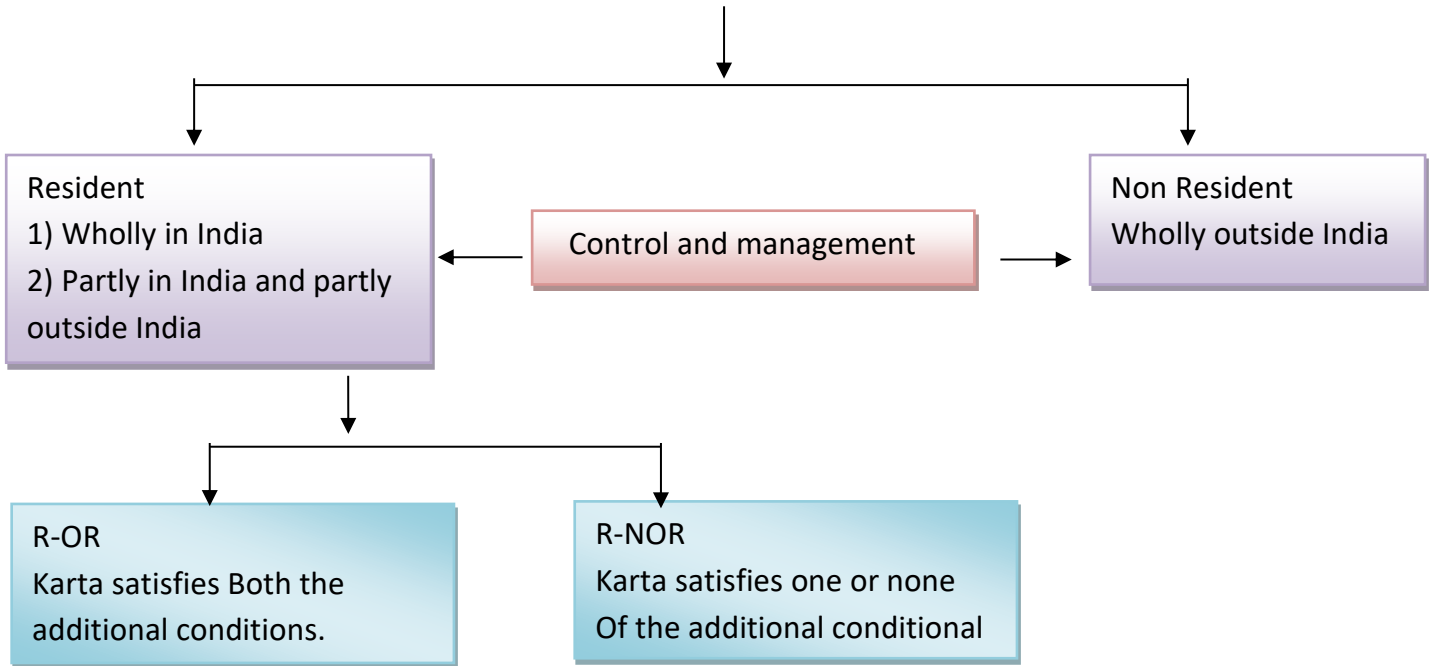 Resident
1) Wholly in India
2) Partly in India and partly
outside India
Control and management
Non Resident
Wholly outside India
R-OR
Karta satisfies Both the
additional conditions.
R-NOR
Karta satisfies one or none
Of the additional conditional